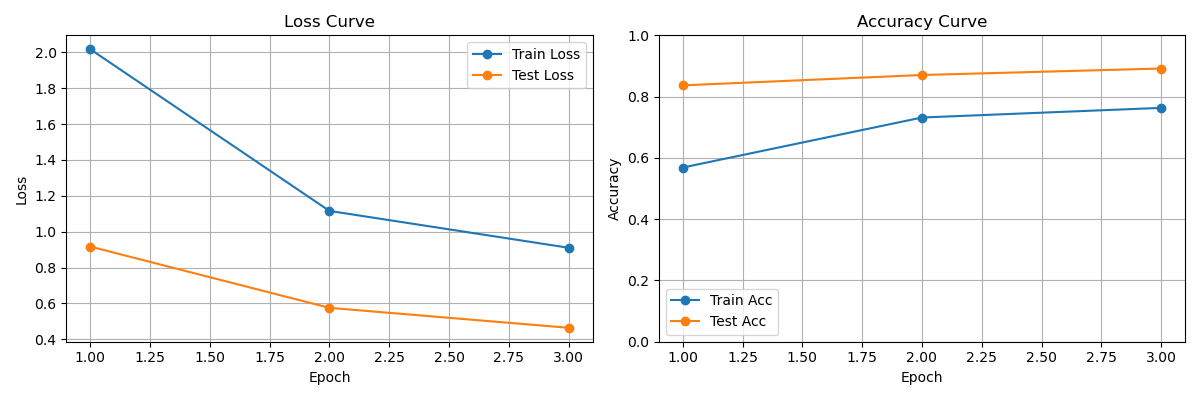 Loss Curve
Loss
2.0
1.8
1.6
1.4
1.2
1.0
0.8
0.6
0.4
Train Loss
Test Loss
1.00 1.25 1.50 1.75 2.00 2.25 2.50 2.75 3.00
Epoch
Accuracy Curve
Accuracy
1.0
0.8
0.6
0.4
0.2
0.0
Train Acc
Test Acc
1.00 1.25 1.50 1.75 2.00 2.25 2.50 2.75 3.00
Epoch